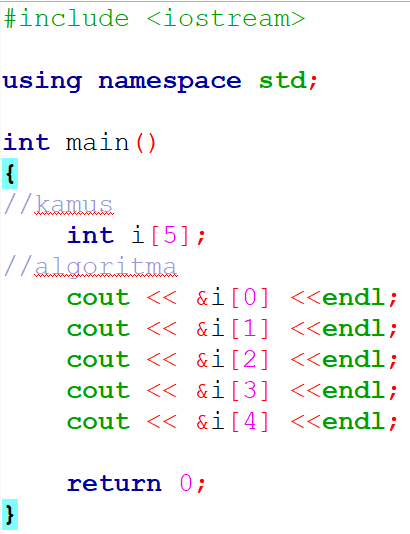 #include <iostream>
using namespace std;
int main()
{
//kamus
int i[5];
//algoritma
cout << &i[0] <<endl;
cout << &i[1] <<endl;
cout << &i[2] <<endl;
cout << &i[3] <<endl;
cout << &i[4] <<endl;
return 0;
}